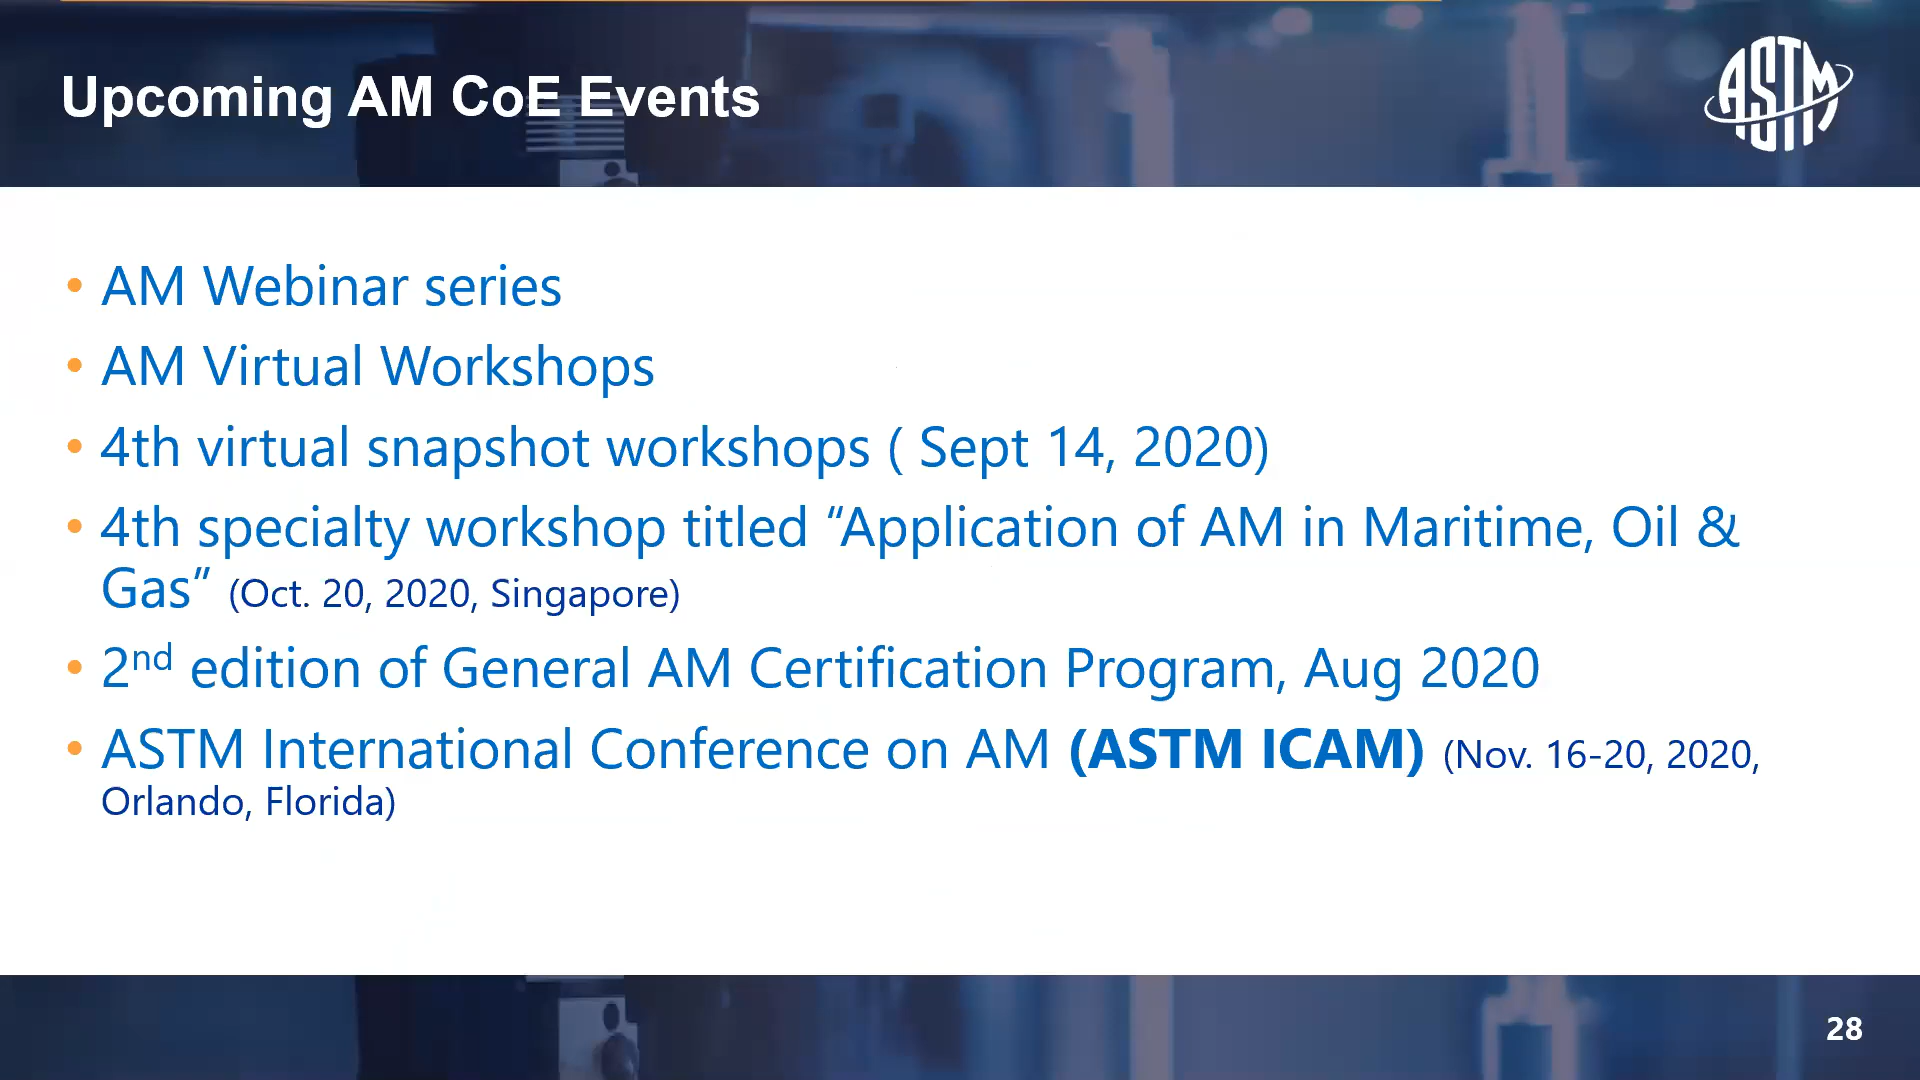 Upcoming AM CoE Events
ASTM
• AM Webinar series
• AM Virtual Workshops
• 4th virtual snapshot workshops ( Sept 14, 2020)
• 4th specialty workshop titled “Application of AM in Maritime, Oil &
Gas” (Oct. 20, 2020, Singapore)
• 2nd edition of General AM Certification Program, Aug 2020
• ASTM International Conference on AM (ASTM ICAM) (Nov. 16-20, 2020,
Orlando, Florida)
28